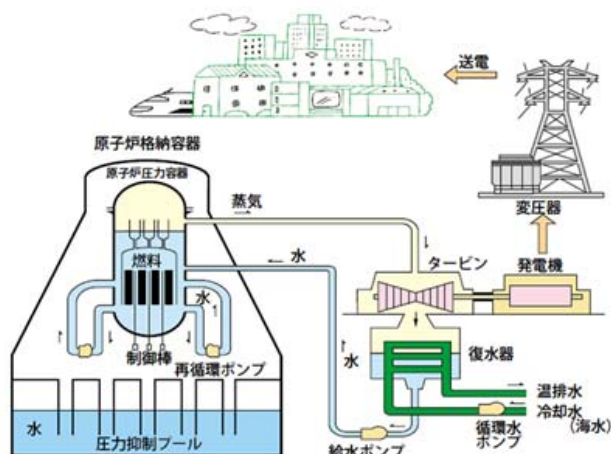 送電
原子炉格納容器
原子炉圧力容器
蒸気
変圧器
水
タービン
発電機
燃料
水
制御棒
再循環ポンプ
水
復水器
温排水
冷却水
(海水)
循環水
ポンプ
給水ポンプ
水
圧力抑制プール